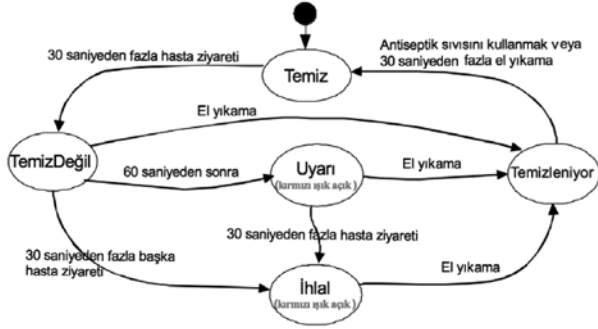 Antiseptik sıvısını kullanmak veya
30 saniyeden fazla el yıkama
30 saniyeden fazla hasta ziyareti
Temiz
El yıkama
TemizDeğil
60 saniyeden sonra
Uyarı
(kırmızı ışık açık)
El yıkama
Temizleniyor
30 saniyeden fazla hasta ziyareti
30 saniyeden fazla başka
hasta ziyareti
İhlal
(kırmızı ışık açık)
El yıkama